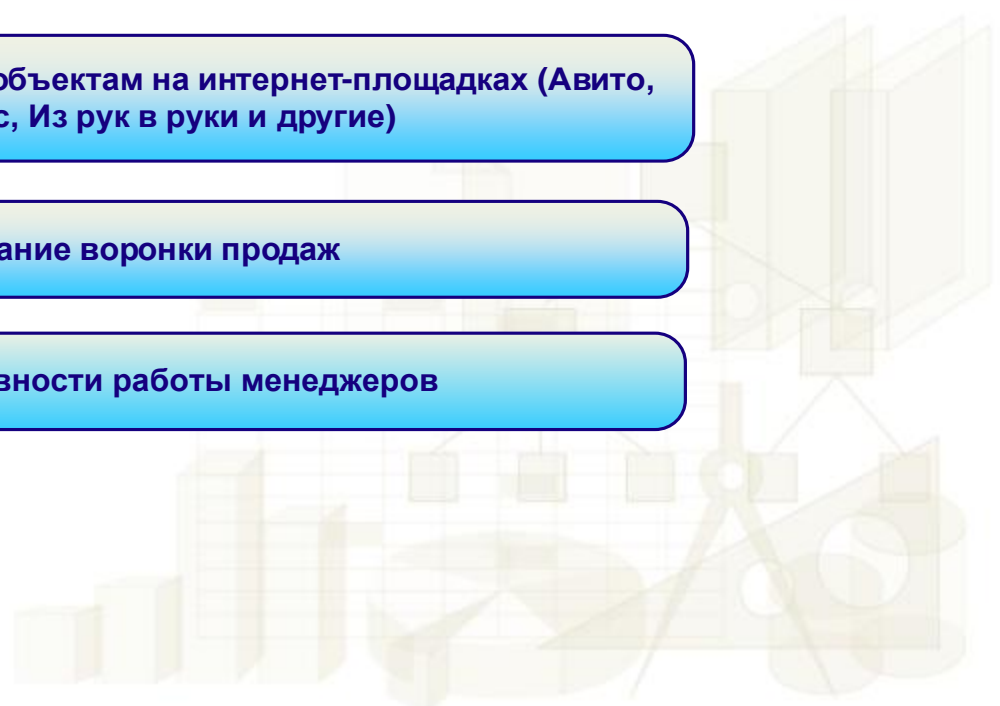 объектам на интернет-площадках (Авито,
с, Из рук в руки и другие)
ание воронки продаж
вности работы менеджеров